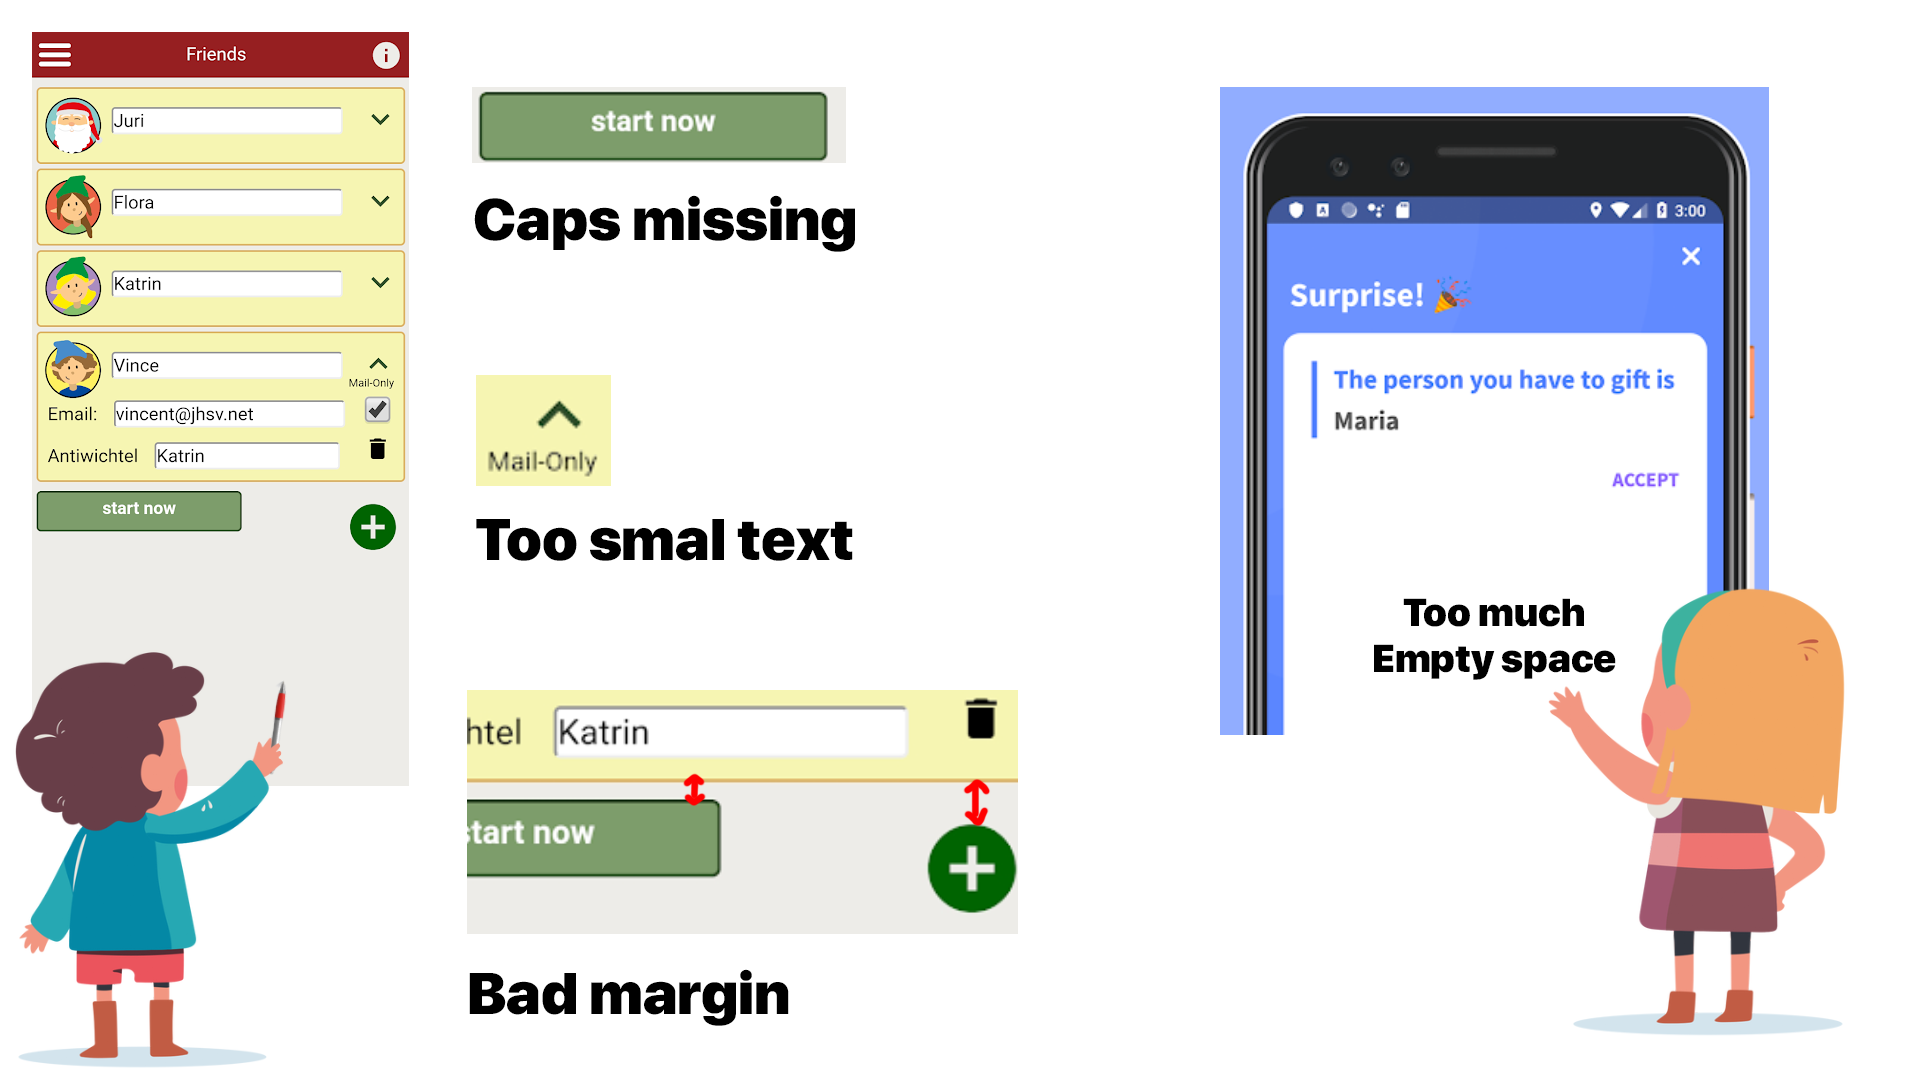 Friends
i
Juri
Flora
Katrin
Vince
Mail-Only
Email: vincent@jhsv.net
Antiwichtel Katrin
start now
start now
Caps missing
Mail-Only
Too smal text
htel Katrin
start now
Bad margin
A 3:00
Surprise!
The person you have to gift is
Maria
ACCEPT
Too much
Empty space